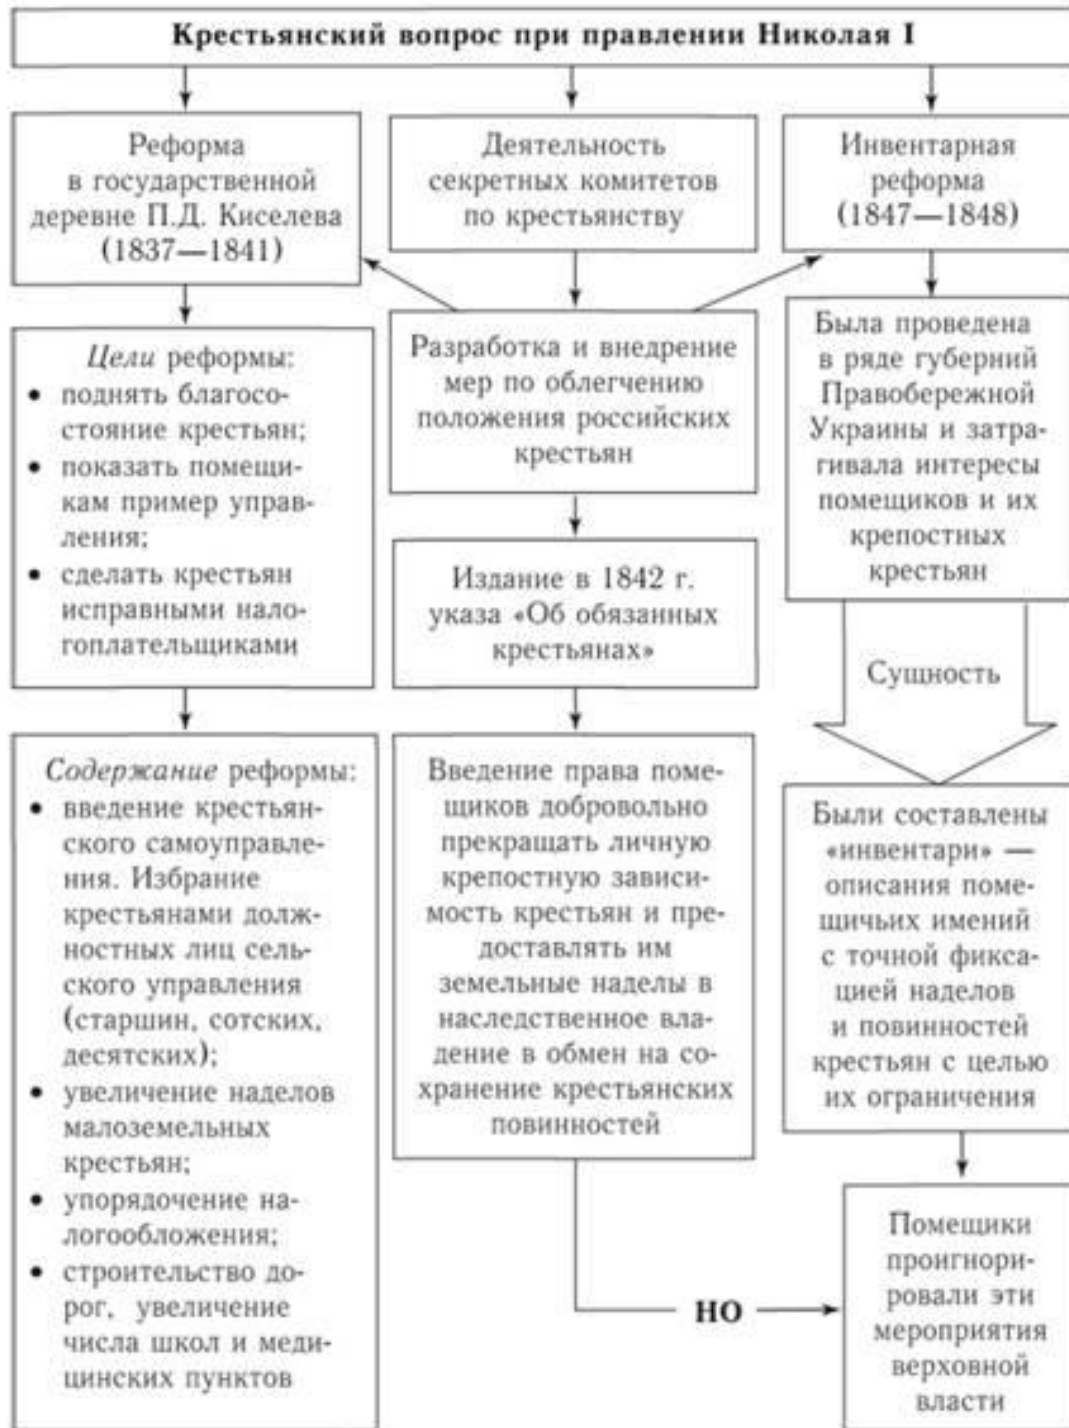 Крестьянский вопрос при правлении Николая I
Реформа
в государственной
деревне П.Д. Киселева
(1837—1841)
Деятельность
секретных комитетов
по крестьянству
Инвентарная
реформа
(1847—1848)
Цели реформы:
• поднять благосо-
стояние крестьян;
• показать помещи-
кам пример управ-
ления;
• сделать крестьян
исправными нало-
гоплательщиками
Разработка и внедрение
мер по облегчению
положения российских
крестьян
Была проведена
в ряде губерний
Правобережной
Украины и затра-
гивала интересы
помещиков и их
крепостных
крестьян
Издание в 1842 г.
указа «Об обязанных
крестьянах»
Сущность
Содержание реформы:
• введение крестьян-
ского самоуправле-
ния. Избрание
крестьянами долж-
ностных лиц сель-
ского управления
(старшин, сотских,
десятских);
• увеличение наделов
малоземельных
крестьян;
• упорядочение на-
логообложения;
• строительство до-
рог, увеличение
числа школ и меди-
цинских пунктов
Введение права поме-
щиков добровольно
прекращать личную
крепостную зависи-
мость крестьян и пре-
доставлять им
земельные наделы в
наследственное вла-
дение в обмен на со-
хранение крестьянских
повинностей
Были составлены
«инвентари» —
описания поме-
щичьих имений
с точной фикса-
цией наделов
и повинностей
крестьян с целью
их ограничения
НО
Помещики
проигнори-
ровали эти
мероприятия
верховной
власти